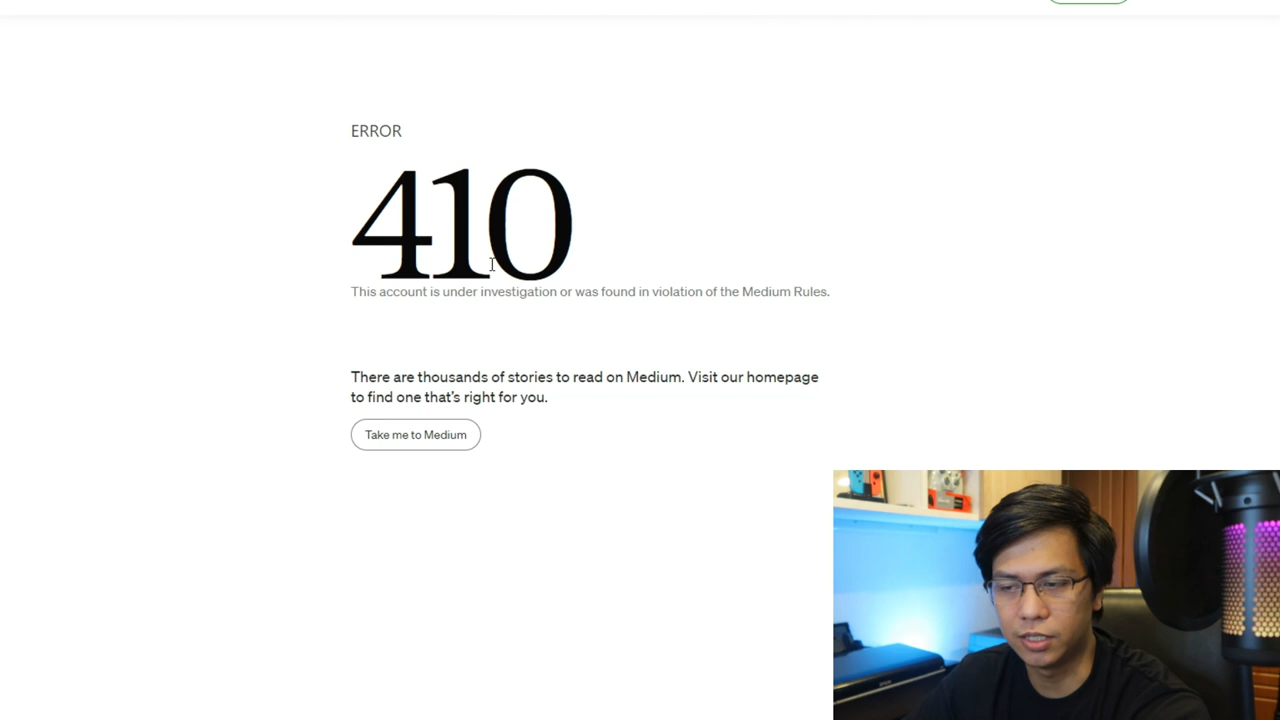 ERROR
410
This account is under investigation or was found in violation of the Medium Rules.
There are thousands of stories to read on Medium. Visit our homepage
to find one that's right for you.
Take me to Medium
EPSON